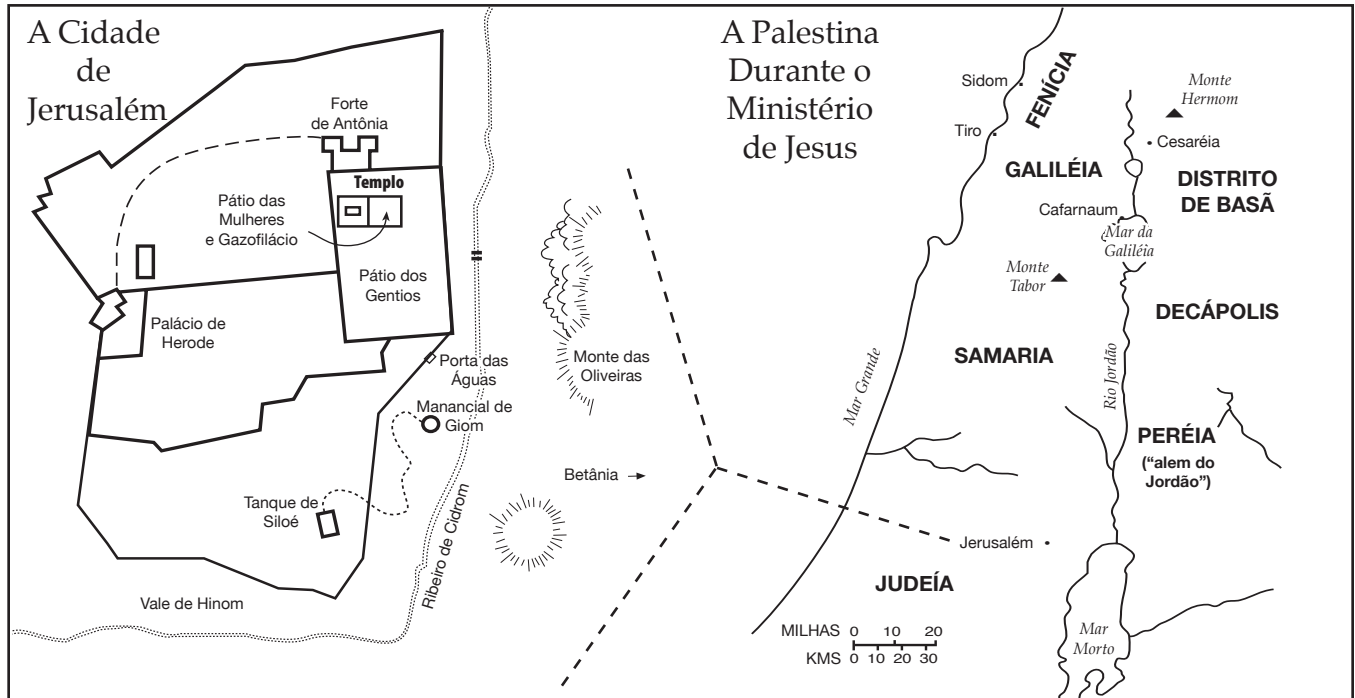 A Cidade
de
Jerusalém
Forte
de Antônia
Templo
Pátio das
Mulheres
e Gazofilácio
Pátio dos
Gentios
Palácio de
Herode
Porta das
Águas
Manancial de
Giom
Monte das
Oliveiras
Betânia
Tanque de
Siloé
Ribeiro de Cidrom
Vale de Hinom
A Palestina
Durante o
Ministério
de Jesus
Sidom
FENÍCIA
Monte
Hermom
Tiro
Cesaréia
GALILÉIA
DISTRITO
DE BASÃ
Cafarnaum
Mar da
Galiléia
Monte
Tabor
DECÁPOLIS
SAMARIA
Mar Grande
Rio Jordão
PERÉIA
(“alem do
Jordão”)
Jerusalém
JUDEÍA
Mar
Morto
MILHAS 0 10 20
KMS 0 10 20 30